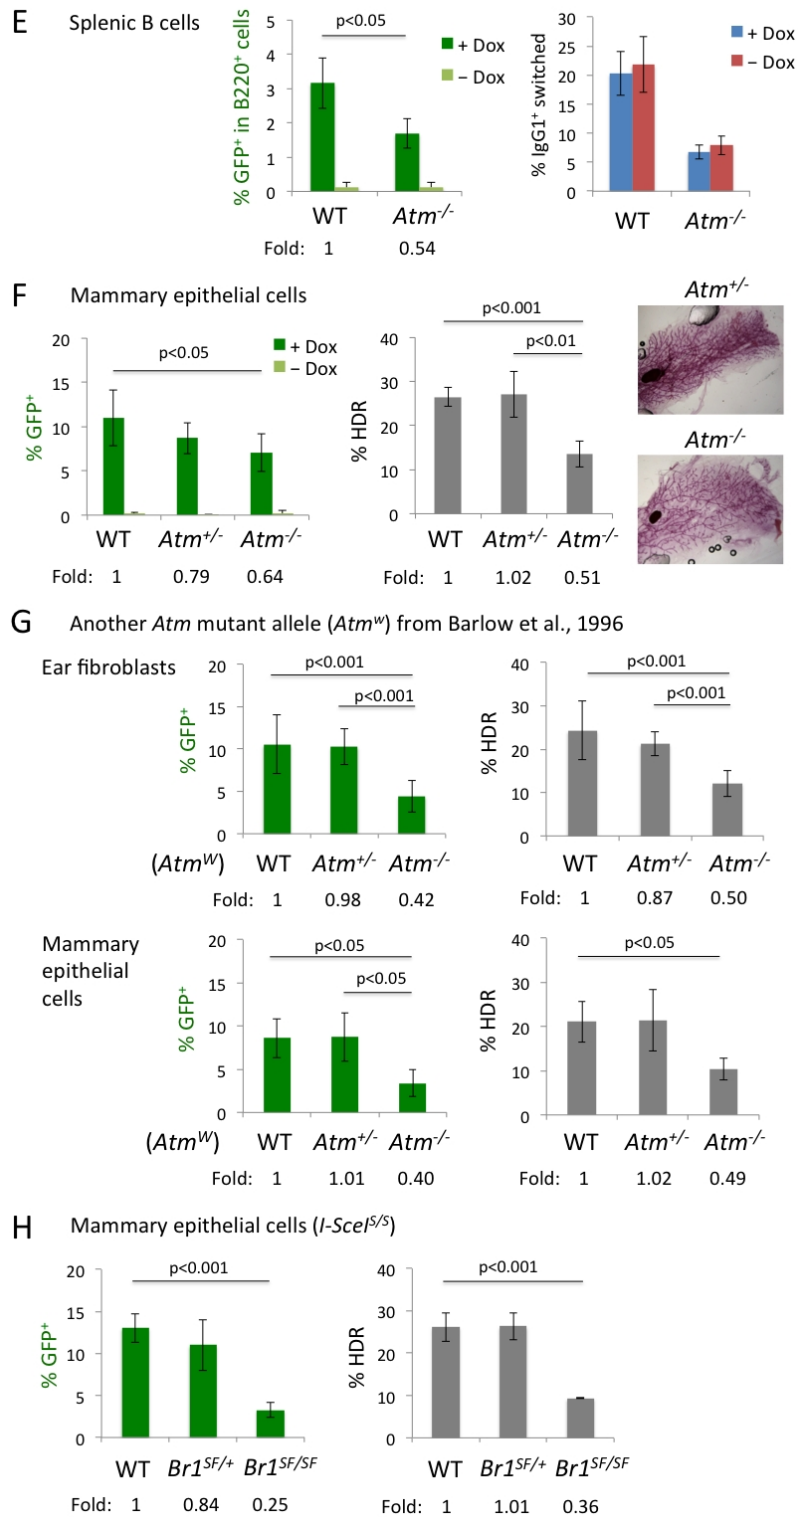 E Splenic B cells
% GFP⁺ in B220⁺ cells
5
4
3
2
1
0
p<0.05
+ Dox
− Dox
WT Atm⁻/⁻
Fold: 1 0.54
% IgG1⁺ switched
30
25
20
15
10
5
0
+ Dox
− Dox
WT Atm⁻/⁻
F Mammary epithelial cells
% GFP⁺
20
15
10
5
0
p<0.05
+ Dox
− Dox
WT Atm⁺/⁻ Atm⁻/⁻
Fold: 1 0.79 0.64
% HDR
40
30
20
10
0
p<0.001
p<0.01
WT Atm⁺/⁻ Atm⁻/⁻
Fold: 1 1.02 0.51
Atm⁺/⁻
Atm⁻/⁻
G Another Atm mutant allele (Atmʷ) from Barlow et al., 1996
Ear fibroblasts
% GFP⁺
20
15
10
5
0
p<0.001
p<0.001
(Atmᵂ) WT Atm⁺/⁻ Atm⁻/⁻
Fold: 1 0.98 0.42
% HDR
40
30
20
10
0
p<0.001
p<0.001
WT Atm⁺/⁻ Atm⁻/⁻
Fold: 1 0.87 0.50
Mammary
epithelial
cells
% GFP⁺
20
15
10
5
0
p<0.05
p<0.05
(Atmᵂ) WT Atm⁺/⁻ Atm⁻/⁻
Fold: 1 1.01 0.40
% HDR
40
30
20
10
0
p<0.05
WT Atm⁺/⁻ Atm⁻/⁻
Fold: 1 1.02 0.49
H Mammary epithelial cells (I-SceI^S/S)
% GFP⁺
20
15
10
5
0
p<0.001
WT Br1^SF/+ Br1^SF/SF
Fold: 1 0.84 0.25
% HDR
40
30
20
10
0
p<0.001
WT Br1^SF/+ Br1^SF/SF
Fold: 1 1.01 0.36